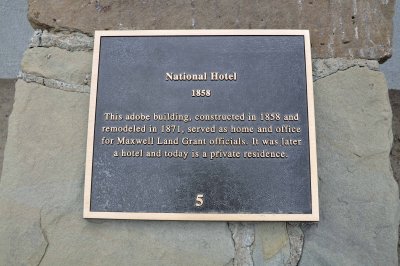 National Hotel
1858
This adobe building, constructed in 1858 and
remodeled in 1871, served as home and office
for Maxwell Land Grant officials. It was later
a hotel and today is a private residence.
5